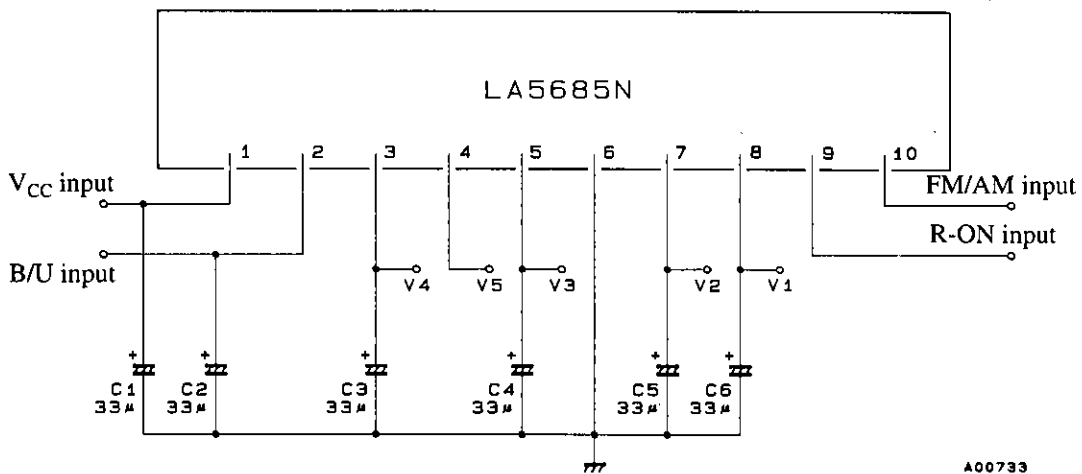 LA5685N
1 2 3 4 5 6 7 8 9 10
V_CC input
FM/AM input
R-ON input
B/U input
V4 V5 V3 V2 V1
+ + + + + +
C1 C2 C3 C4 C5 C6
33μ 33μ 33μ 33μ 33μ 33μ
A00733